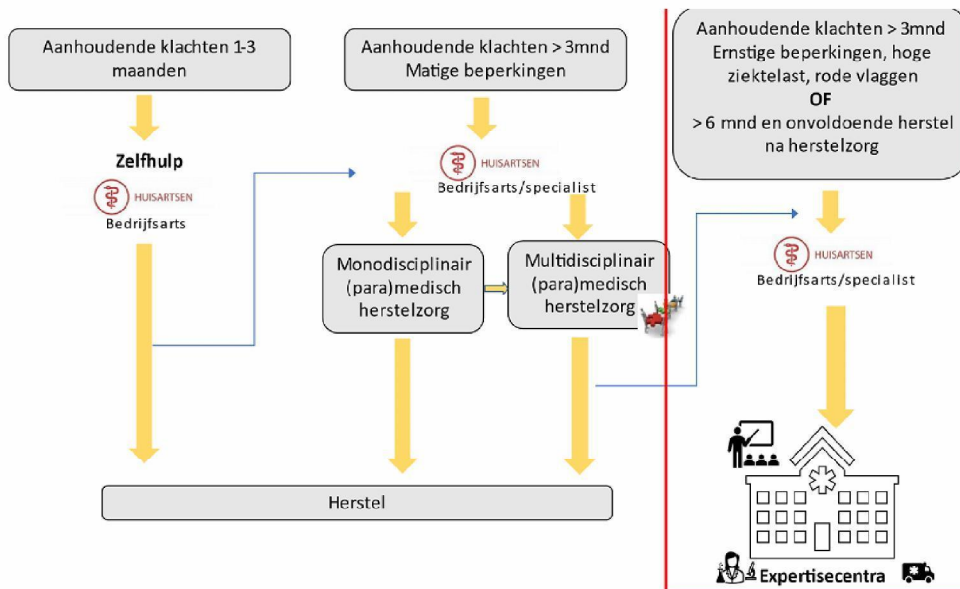 Aanhoudende klachten 1-3
maanden
Zelfhulp
HUISARTSEN
Bedrijfsarts
Aanhoudende klachten > 3mnd
Matige beperkingen
HUISARTSEN
Bedrijfsarts/specialist
Monodisciplinair
(para)medisch
herstelzorg
Multidisciplinair
(para)medisch
herstelzorg
Herstel
Aanhoudende klachten > 3mnd
Ernstige beperkingen, hoge
ziektelast, rode vlaggen
OF
> 6 mnd en onvoldoende herstel
na herstelzorg
HUISARTSEN
Bedrijfsarts/specialist
Expertisecentra